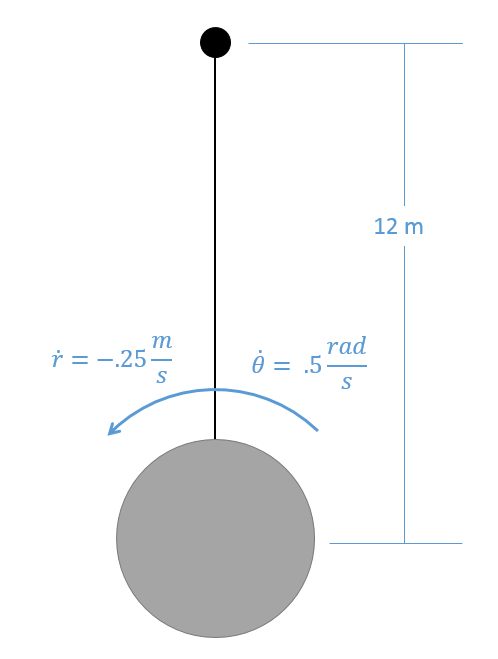 12 m
ṙ = −.25 m/s
θ̇ = .5 rad/s